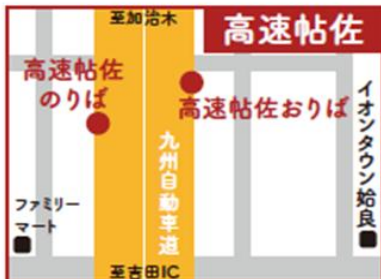 至加治木
高速帖佐
高速帖佐
のりば
高速帖佐おりば
九州自動車道
イオンタウン姶良
ファミリー
マート
至吉田IC